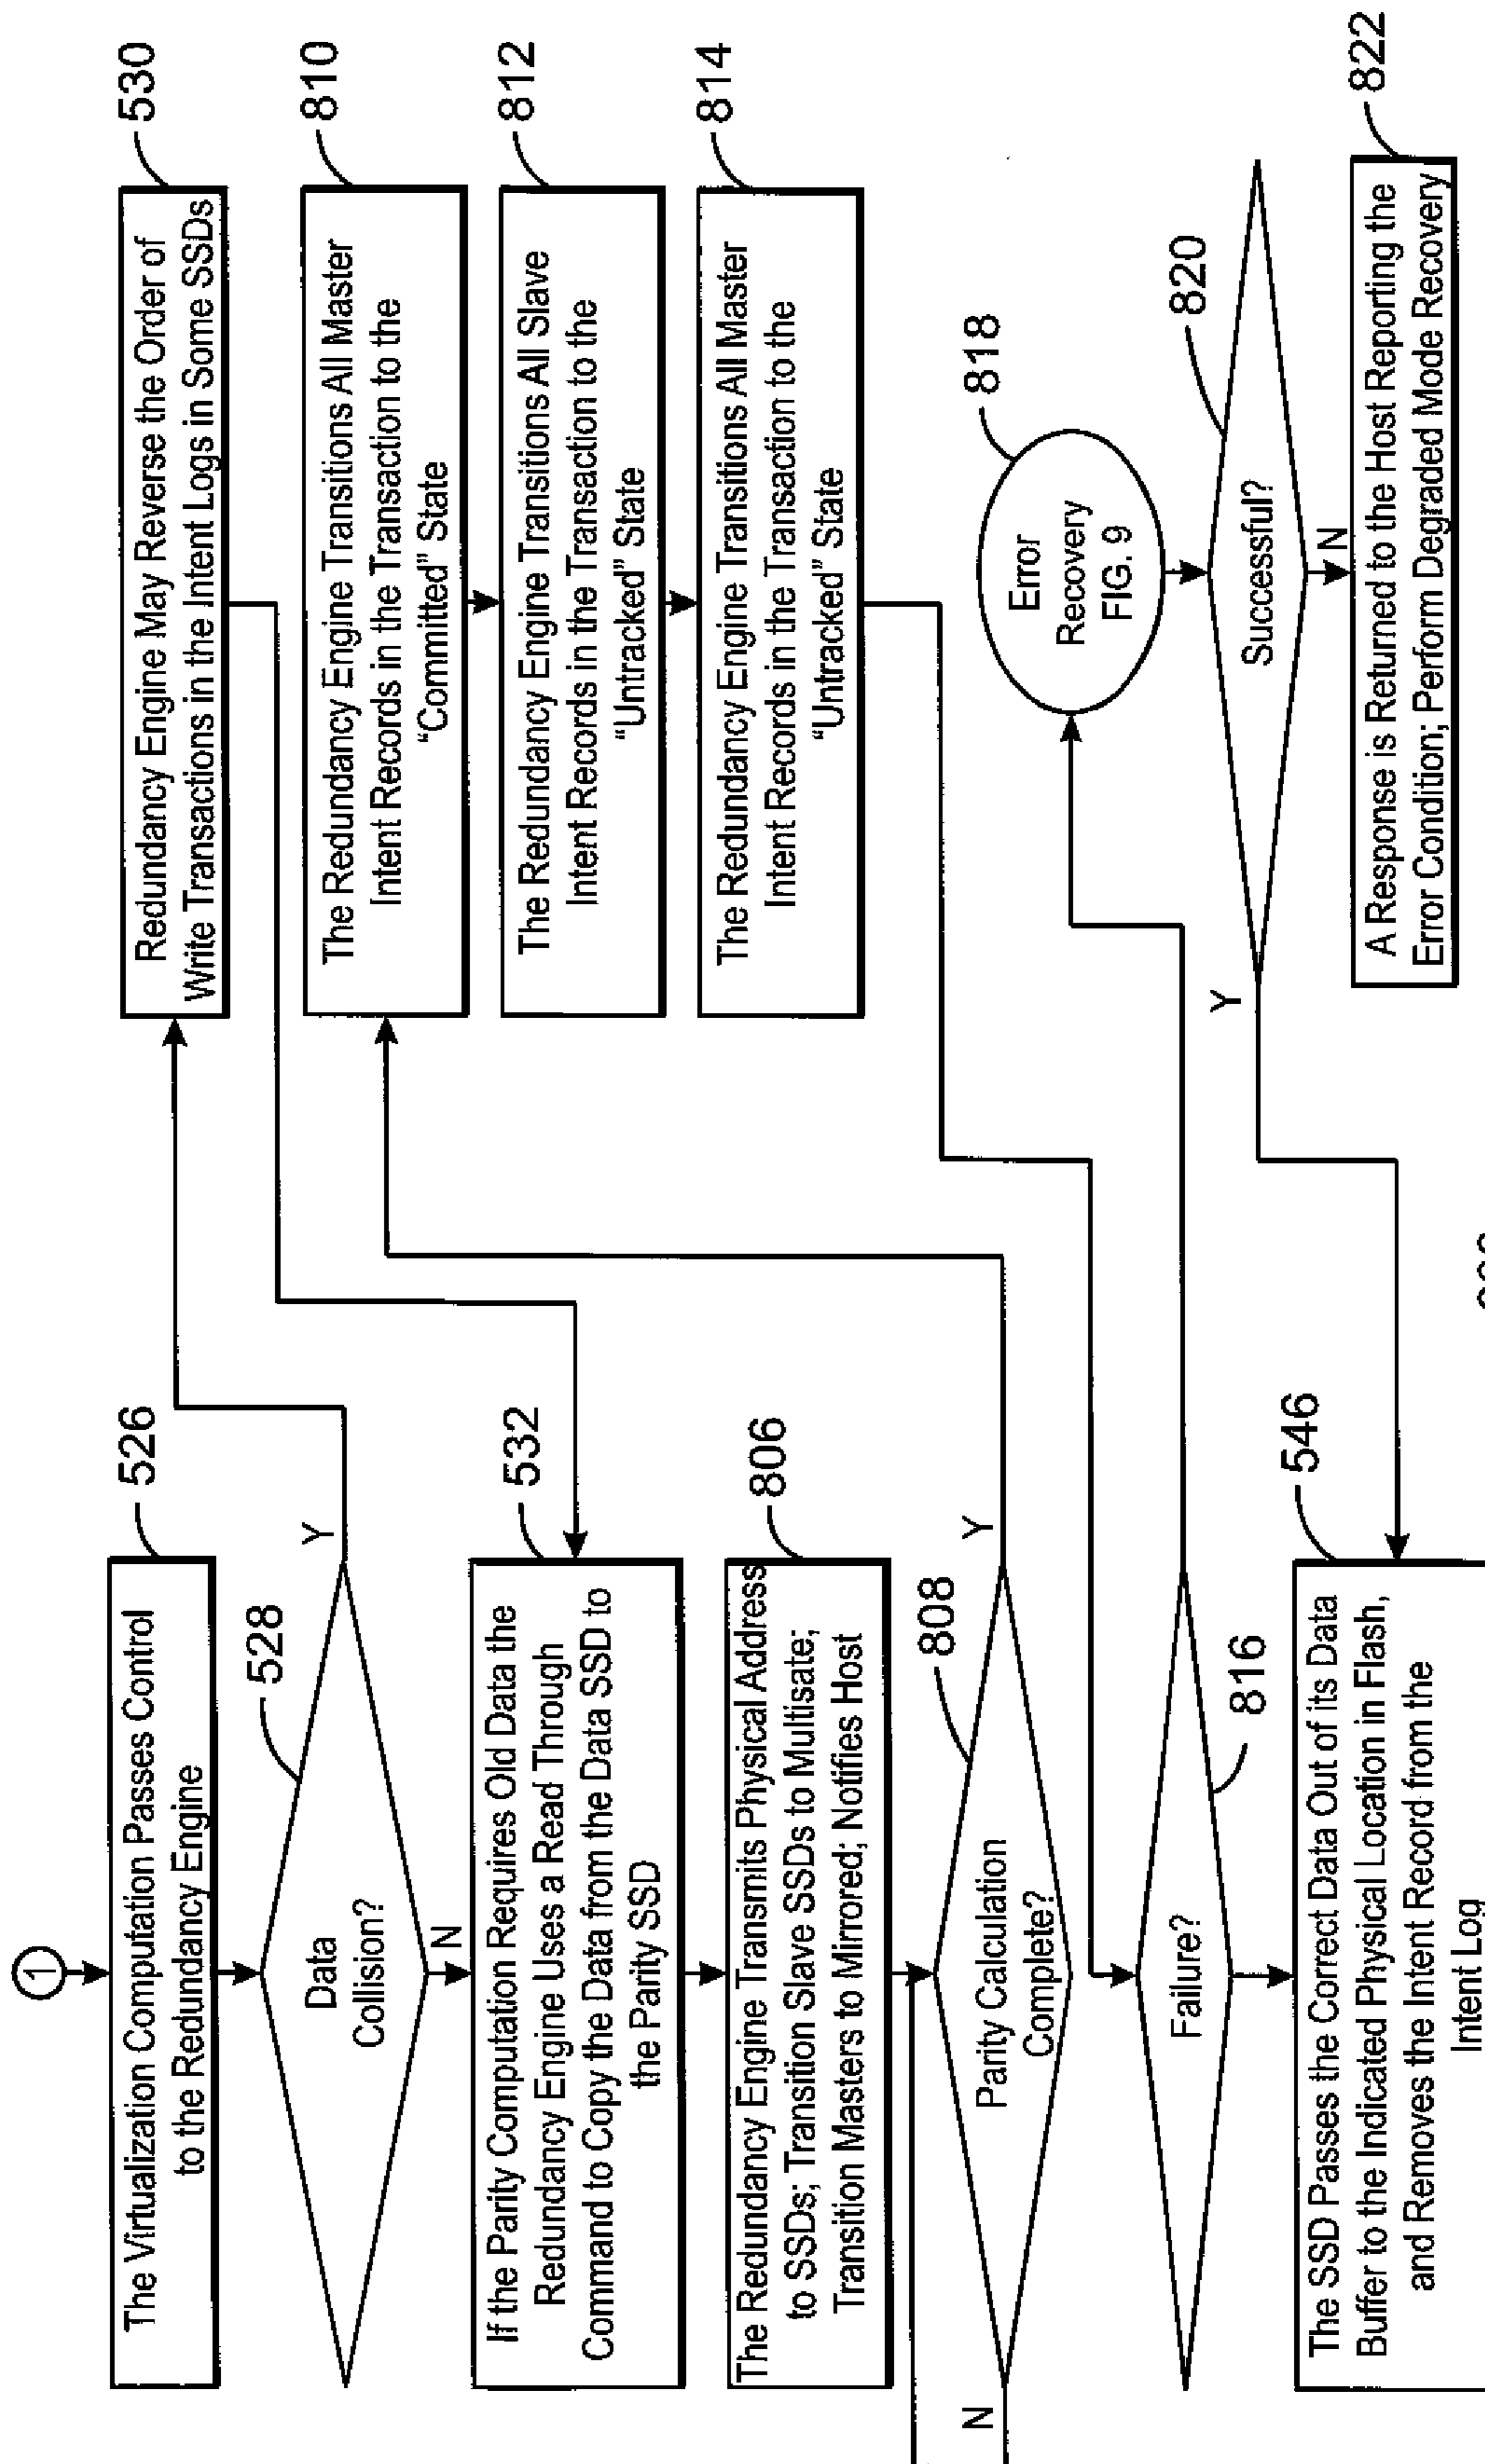 1
526
The Virtualization Computation Passes Control
to the Redundancy Engine
528
Data
Collision?
Y
N
530
Redundancy Engine May Reverse the Order of
Write Transactions in the Intent Logs in Some SSDs
532
If the Parity Computation Requires Old Data the
Redundancy Engine Uses a Read Through
Command to Copy the Data from the Data SSD to
the Parity SSD
806
The Redundancy Engine Transmits Physical Address
to SSDs; Transition Slave SSDs to Multisate;
Transition Masters to Mirrored; Notifies Host
808
Parity Calculation
Complete?
Y
N
810
The Redundancy Engine Transitions All Master
Intent Records in the Transaction to the
“Committed” State
812
The Redundancy Engine Transitions All Slave
Intent Records in the Transaction to the
“Untracked” State
814
The Redundancy Engine Transitions All Master
Intent Records in the Transaction to the
“Untracked” State
816
Failure?
818
Error
Recovery
FIG. 9
820
Successful?
Y
N
822
A Response is Returned to the Host Reporting the
Error Condition; Perform Degraded Mode Recovery
546
The SSD Passes the Correct Data Out of its Data
Buffer to the Indicated Physical Location in Flash,
and Removes the Intent Record from the
Intent Log